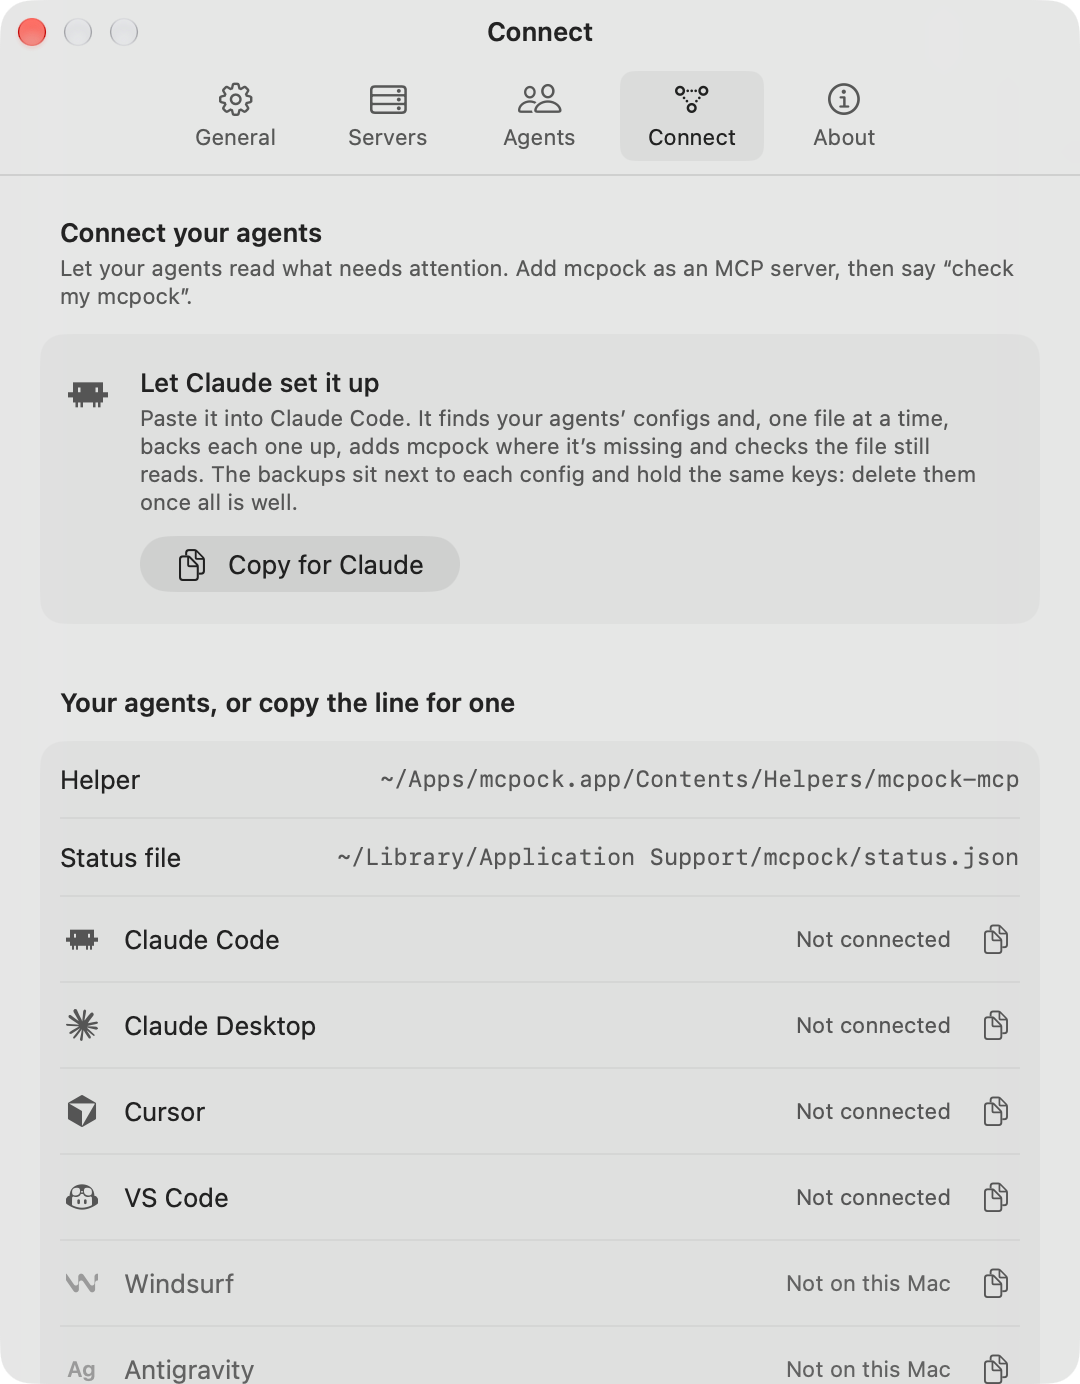 Connect
General
Servers
Agents
Connect
About
Connect your agents
Let your agents read what needs attention. Add mcpock as an MCP server, then say “check
my mcpock”.
Let Claude set it up
Paste it into Claude Code. It finds your agents’ configs and, one file at a time,
backs each one up, adds mcpock where it’s missing and checks the file still
reads. The backups sit next to each config and hold the same keys: delete them
once all is well.
Copy for Claude
Your agents, or copy the line for one
Helper ~/Apps/mcpock.app/Contents/Helpers/mcpock-mcp
Status file ~/Library/Application Support/mcpock/status.json
Claude Code Not connected
Claude Desktop Not connected
Cursor Not connected
VS Code Not connected
Windsurf Not on this Mac
Ag Antigravity Not on this Mac